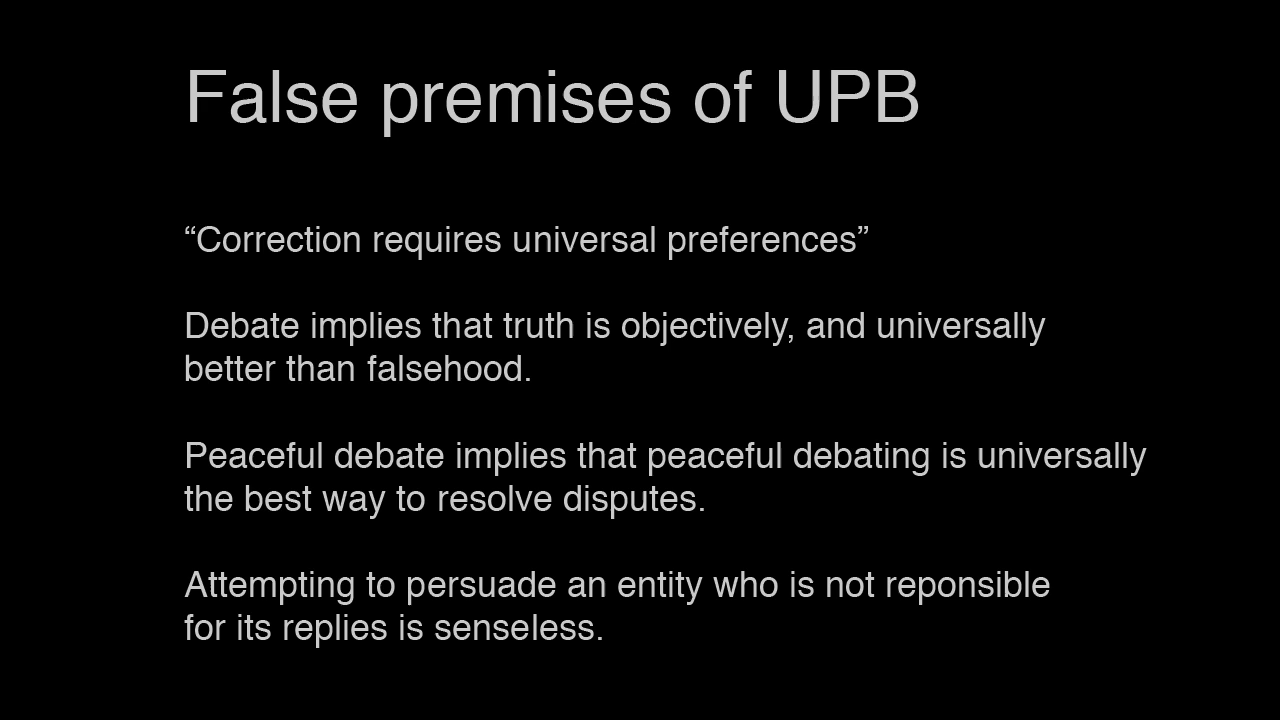 False premises of UPB
“Correction requires universal preferences”
Debate implies that truth is objectively, and universally
better than falsehood.
Peaceful debate implies that peaceful debating is universally
the best way to resolve disputes.
Attempting to persuade an entity who is not reponsible
for its replies is senseless.